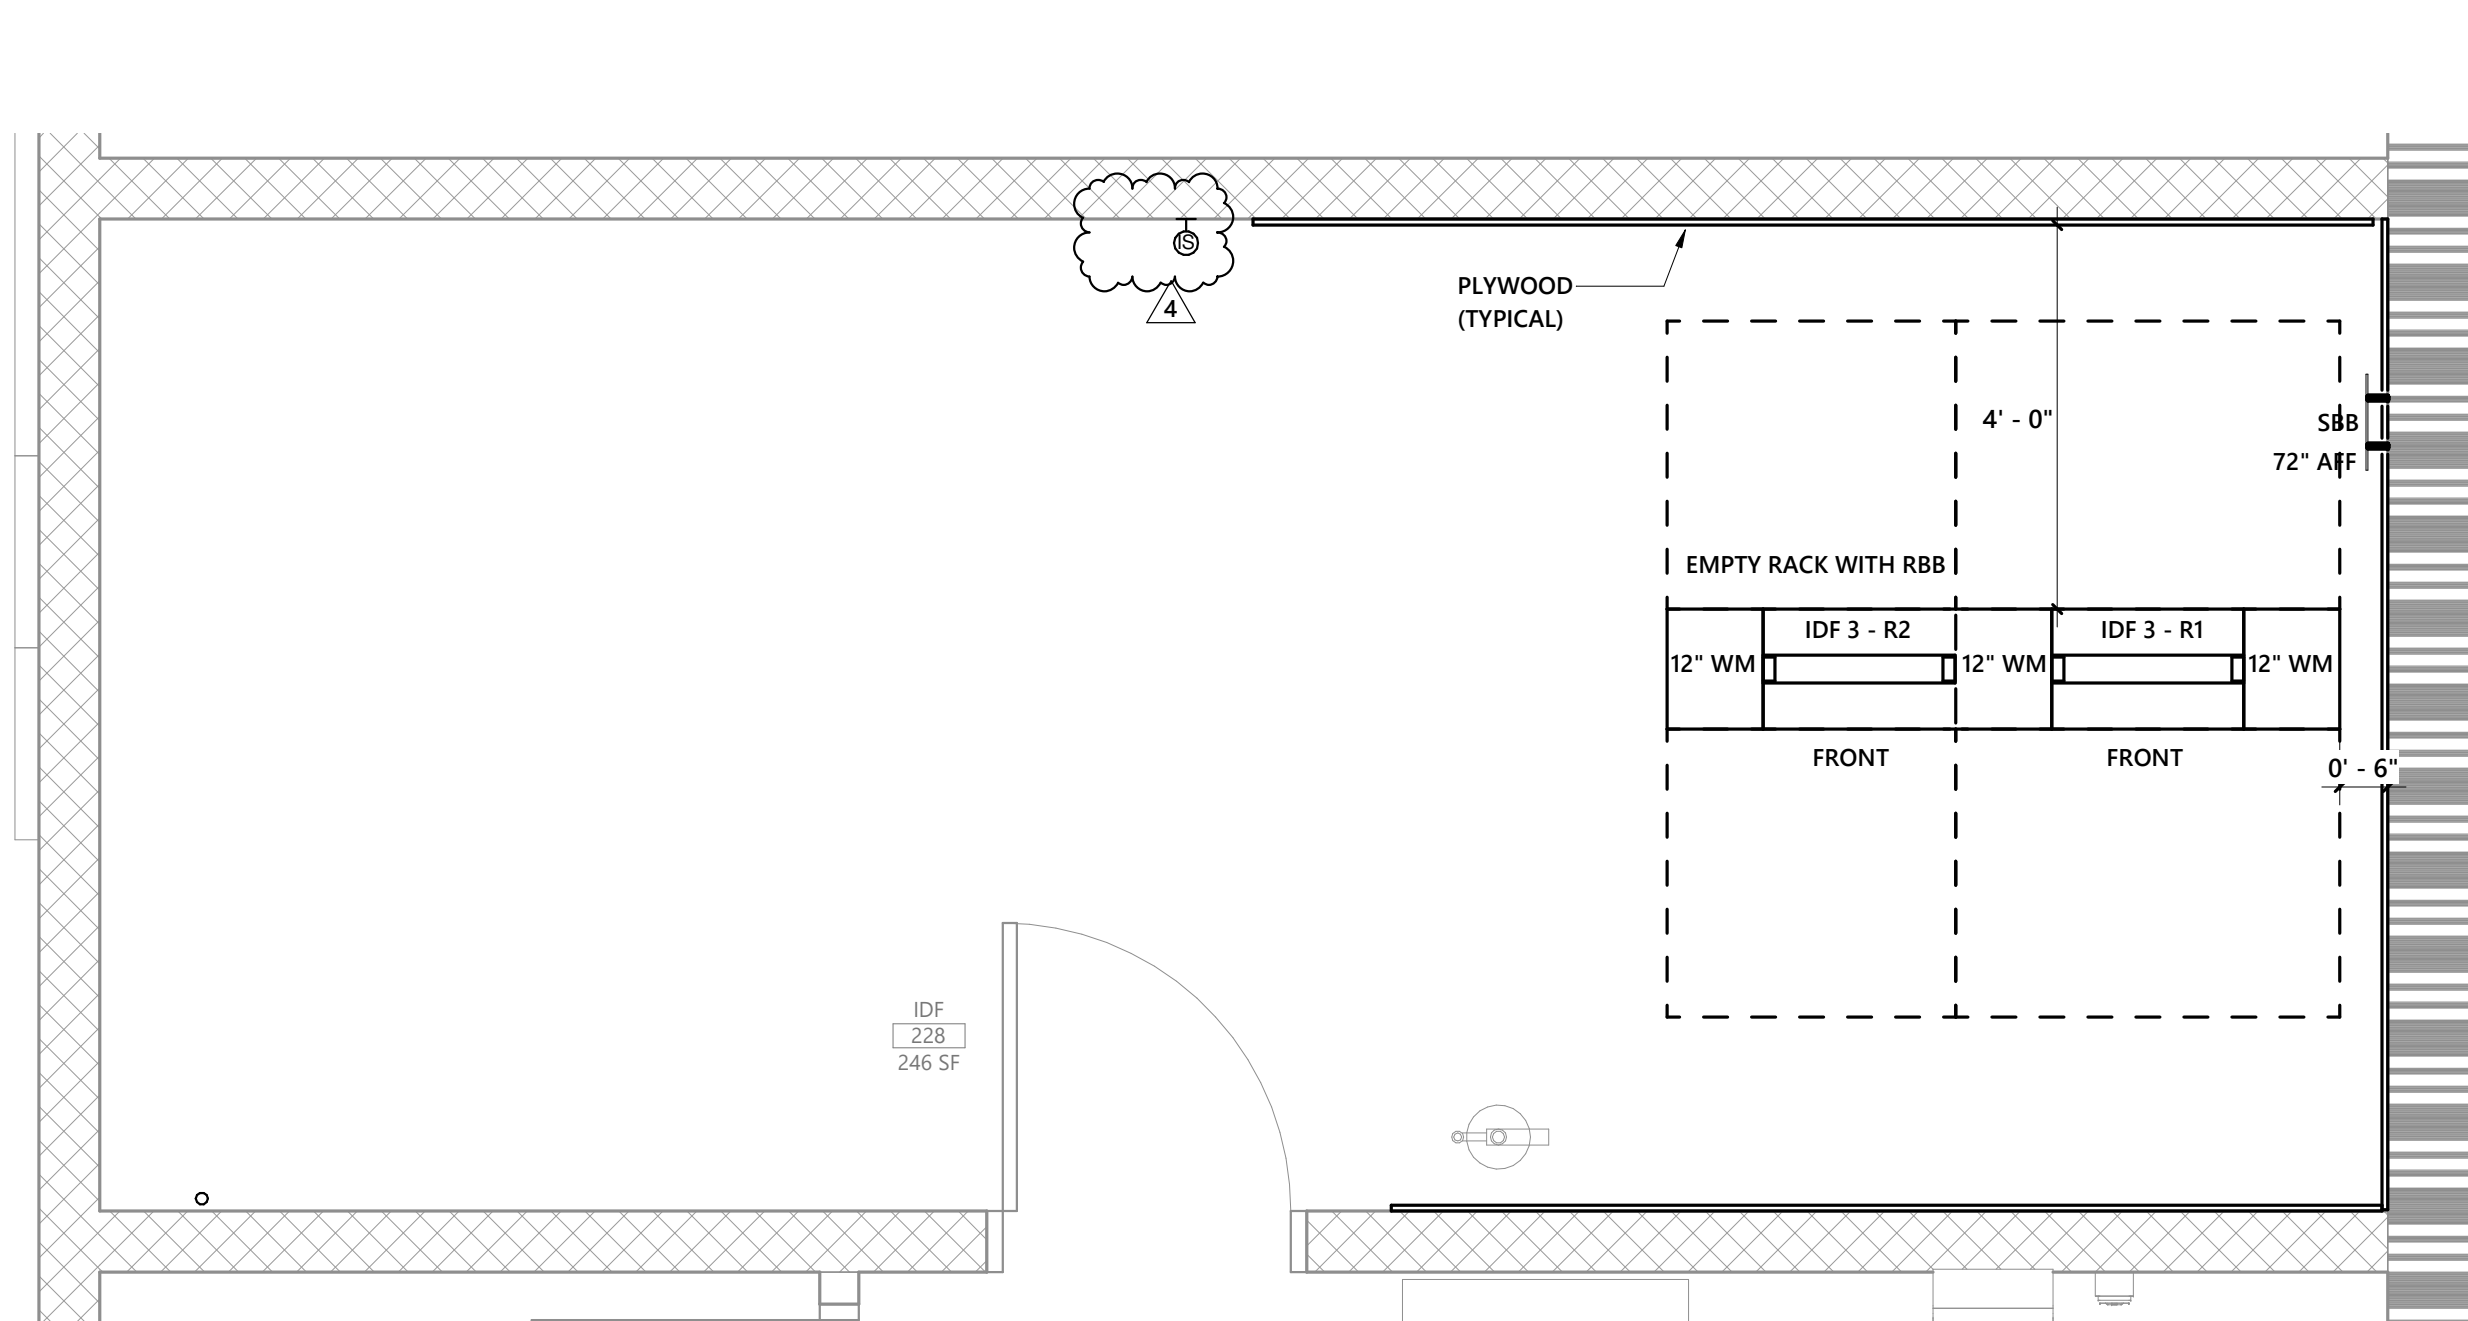 IS
4
PLYWOOD
(TYPICAL)
4' - 0"
SBB
72" AFF
EMPTY RACK WITH RBB
IDF 3 - R2
IDF 3 - R1
12" WM
12" WM
12" WM
FRONT
FRONT
0' - 6"
IDF
228
246 SF